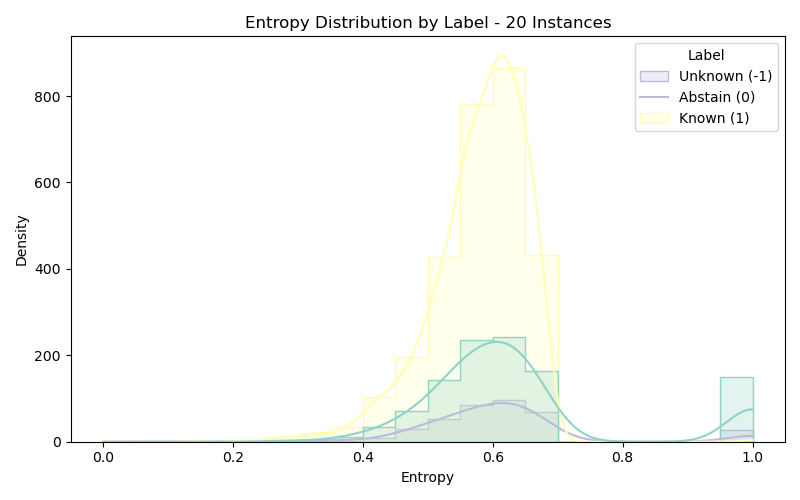 Entropy Distribution by Label - 20 Instances
Label
Unknown (-1)
Abstain (0)
Known (1)
Density
800
600
400
200
0
0.0 0.2 0.4 0.6 0.8 1.0
Entropy